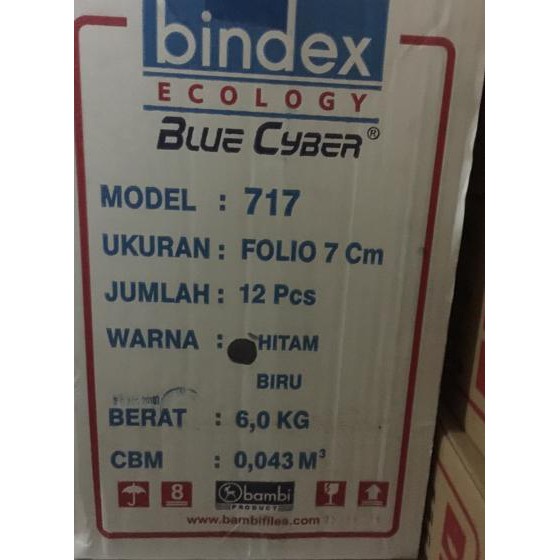 bindex
ECOLOGY
BLUE CYBER®
MODEL : 717
UKURAN : FOLIO 7 Cm
JUMLAH : 12 Pcs
WARNA : HITAM
BIRU
BERAT : 6,0 KG
CBM : 0,043 M³
8
bambi
PRODUCT
www.bambifiles.com